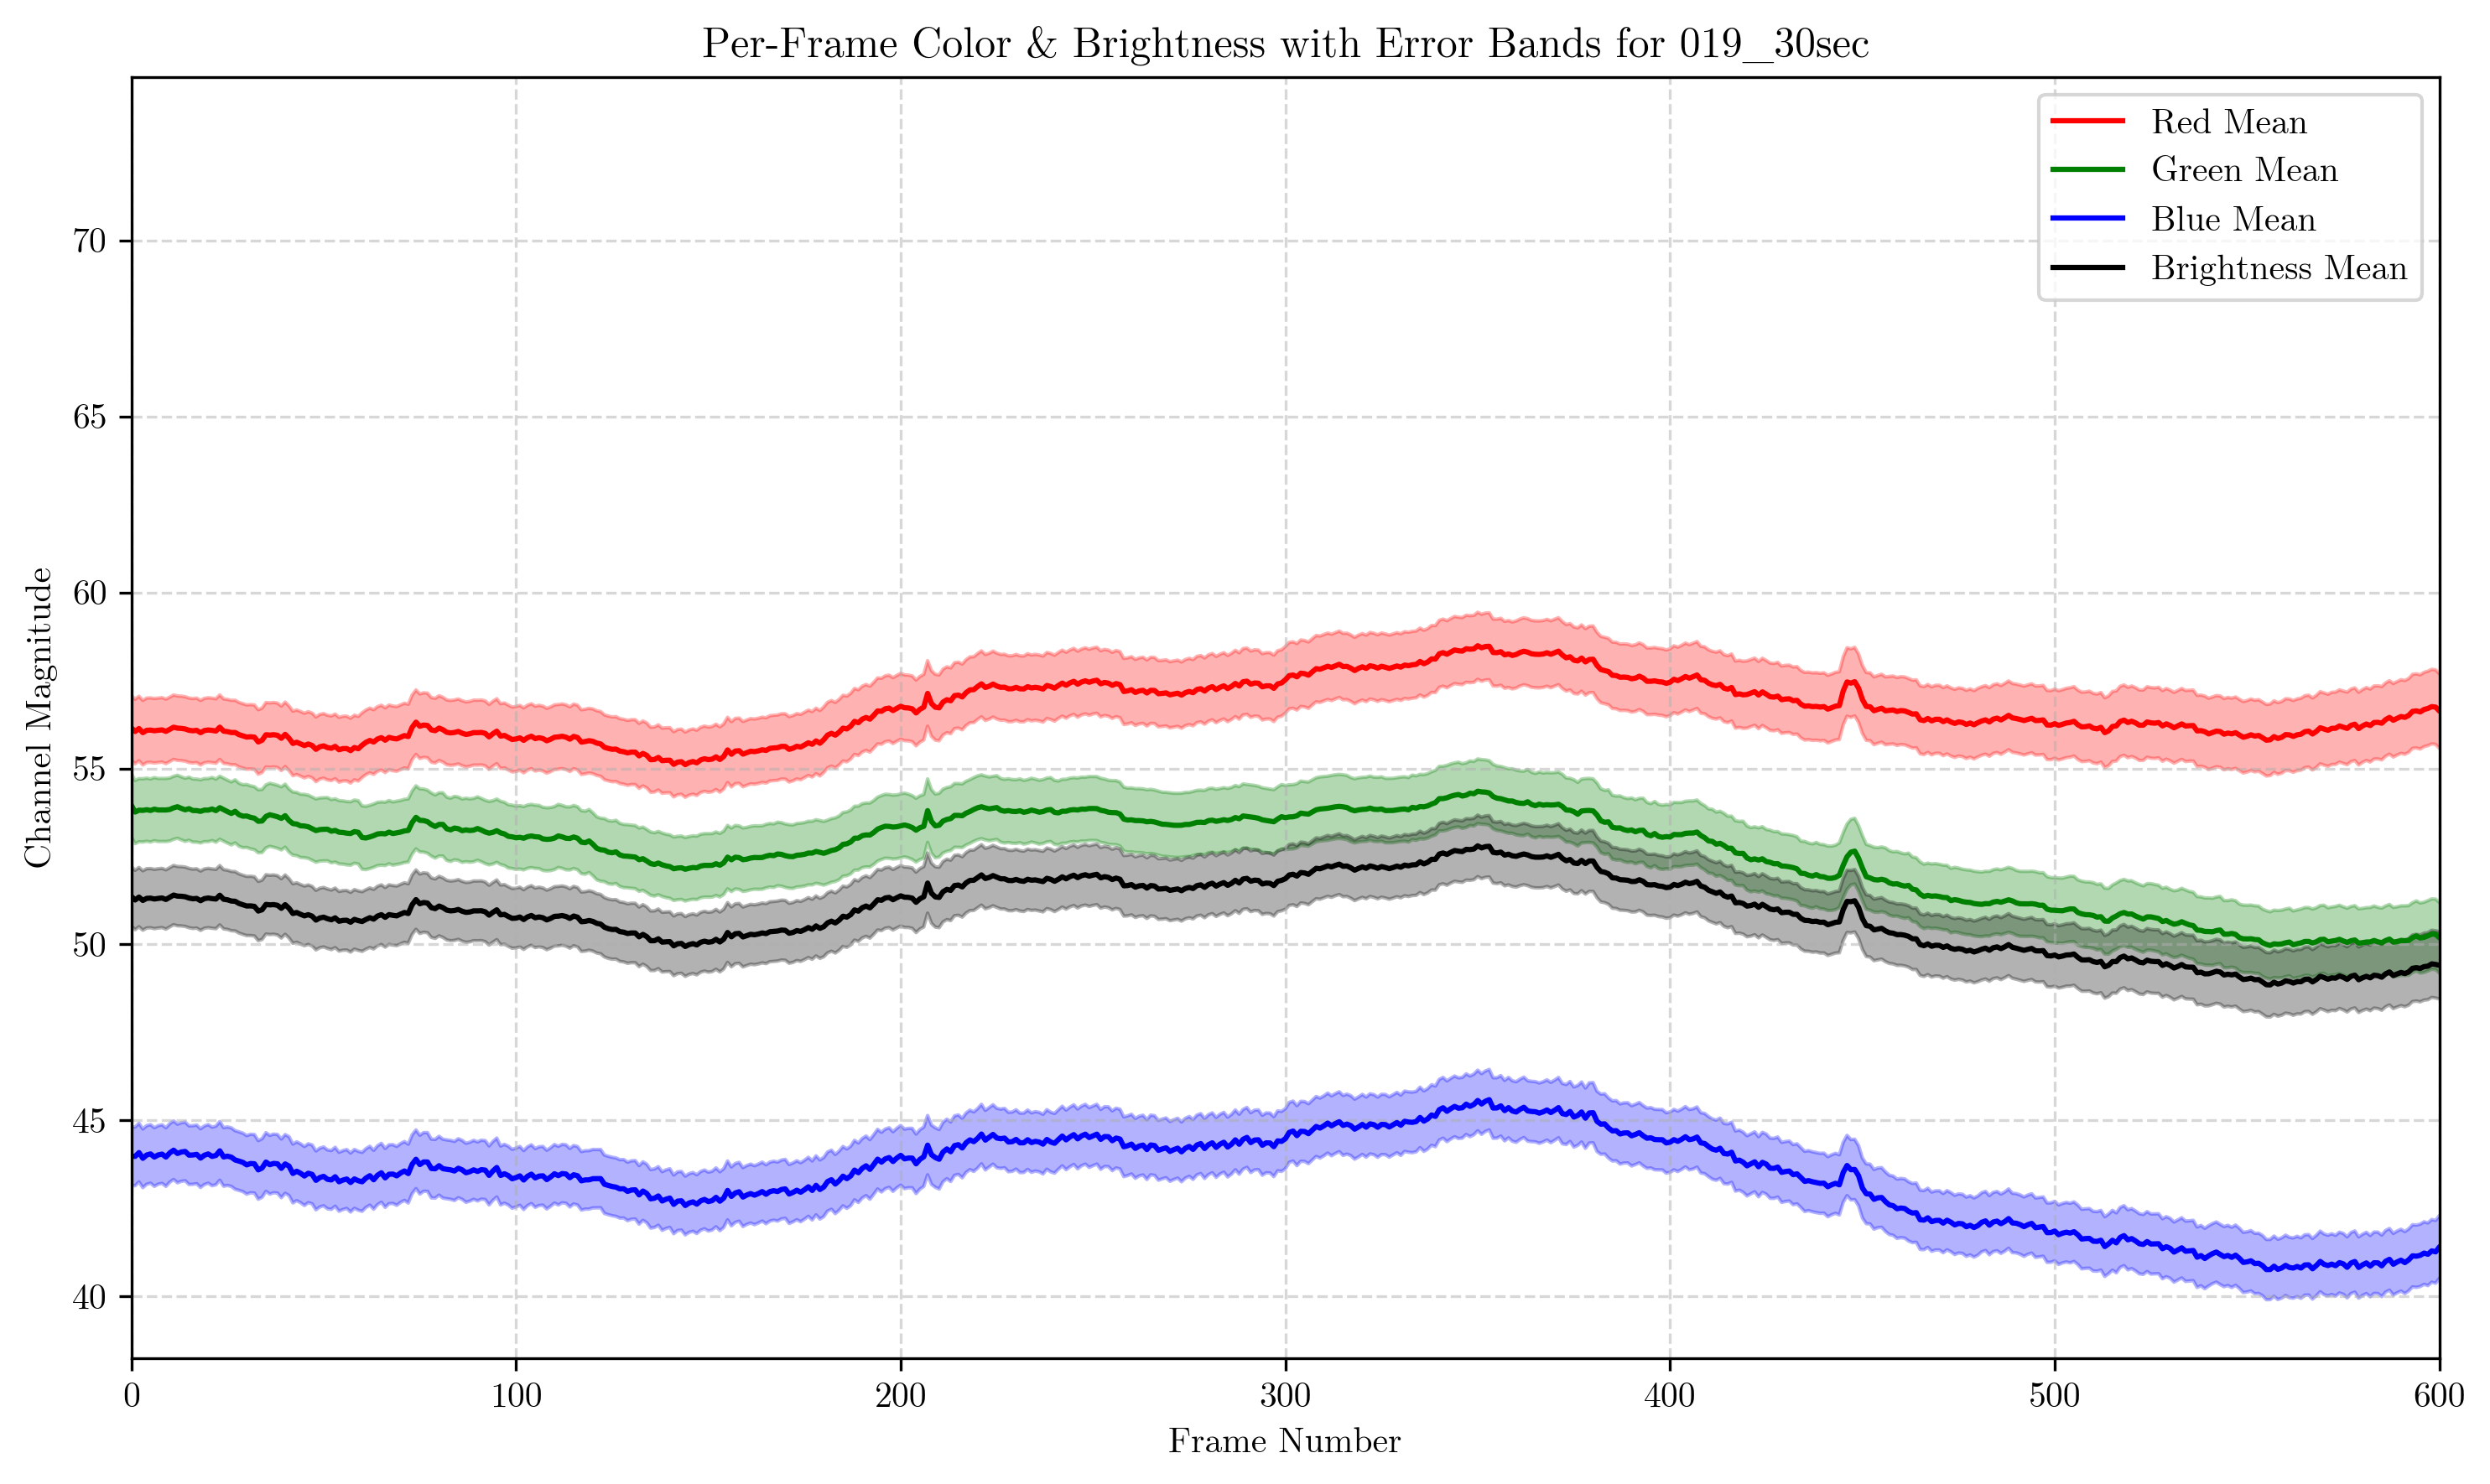 Per-Frame Color & Brightness with Error Bands for 019_30sec
Red Mean
Green Mean
Blue Mean
Brightness Mean
Channel Magnitude
70
65
60
55
50
45
40
0 100 200 300 400 500 600
Frame Number